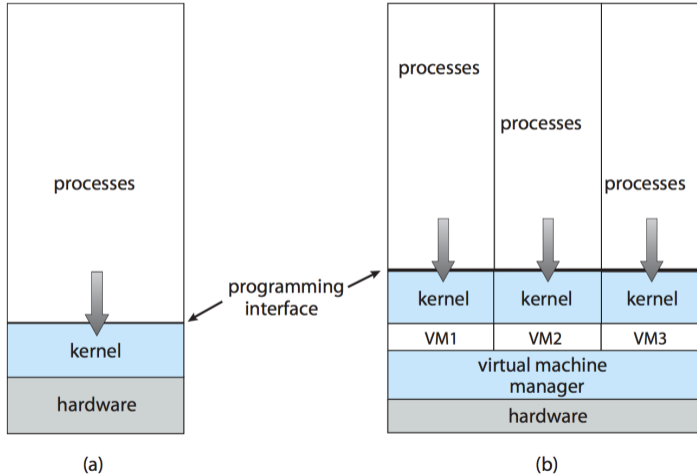 processes
programming
interface
kernel
hardware
(a)
processes
processes
processes
kernel
kernel
kernel
VM1
VM2
VM3
virtual machine
manager
hardware
(b)